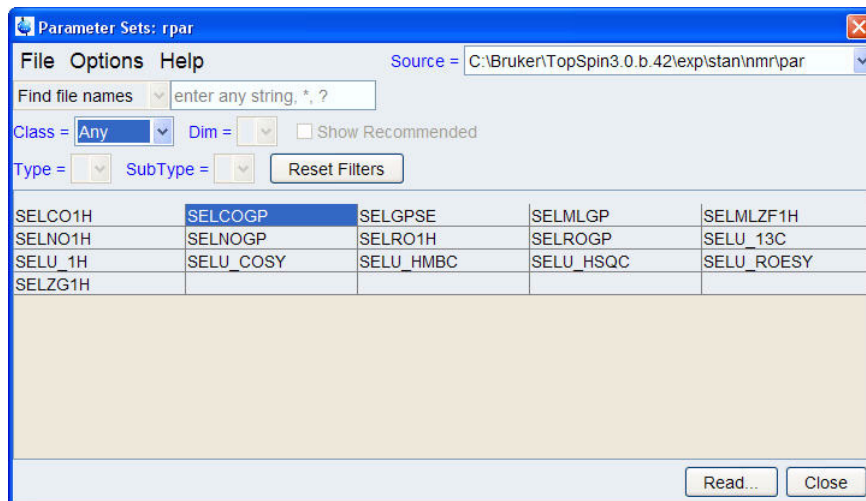 Parameter Sets: rpar
File Options Help Source = C:\Bruker\TopSpin3.0.b.42\exp\stan\nmr\par
Find file names enter any string, *, ?
Class = Any Dim = Show Recommended
Type = SubType = Reset Filters
SELCO1H SELCOGP SELGPSE SELMLGP SELMLZF1H
SELNO1H SELNOGP SELRO1H SELROGP SELU_13C
SELU_1H SELU_COSY SELU_HMBC SELU_HSQC SELU_ROESY
SELZG1H
Read... Close